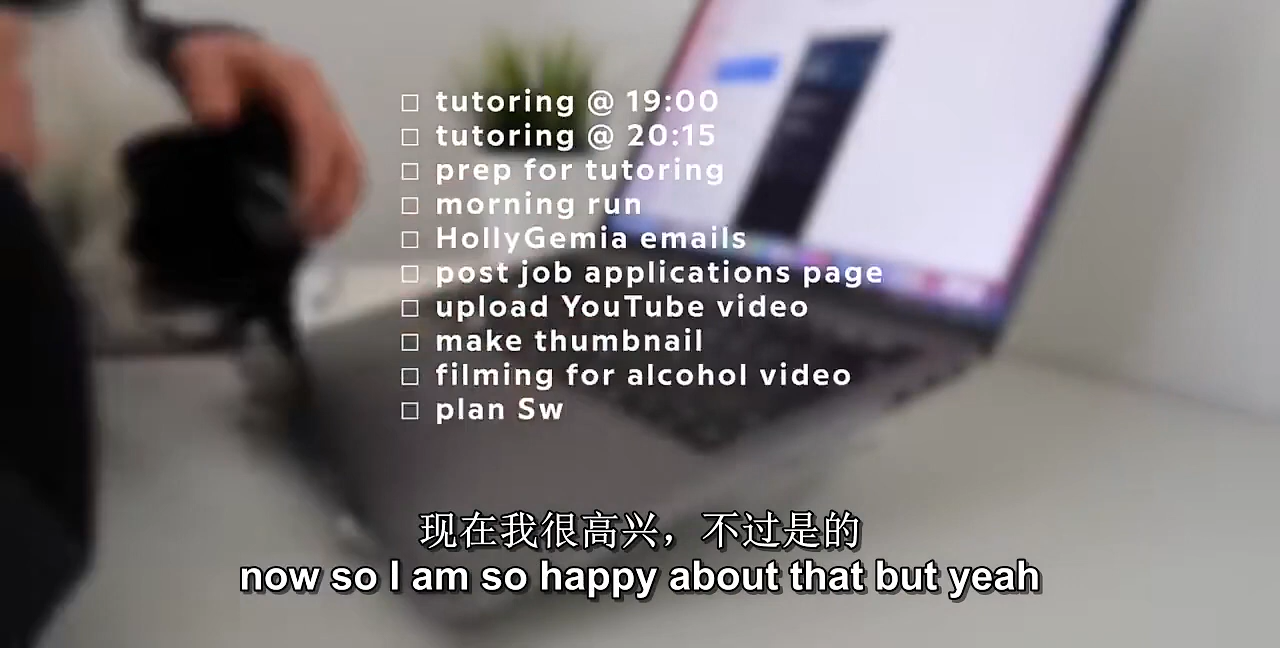 ☐ tutoring @ 19:00
☐ tutoring @ 20:15
☐ prep for tutoring
☐ morning run
☐ HollyGemia emails
☐ post job applications page
☐ upload YouTube video
☐ make thumbnail
☐ filming for alcohol video
☐ plan Sw
现在我很高兴，不过是的
now so I am so happy about that but yeah